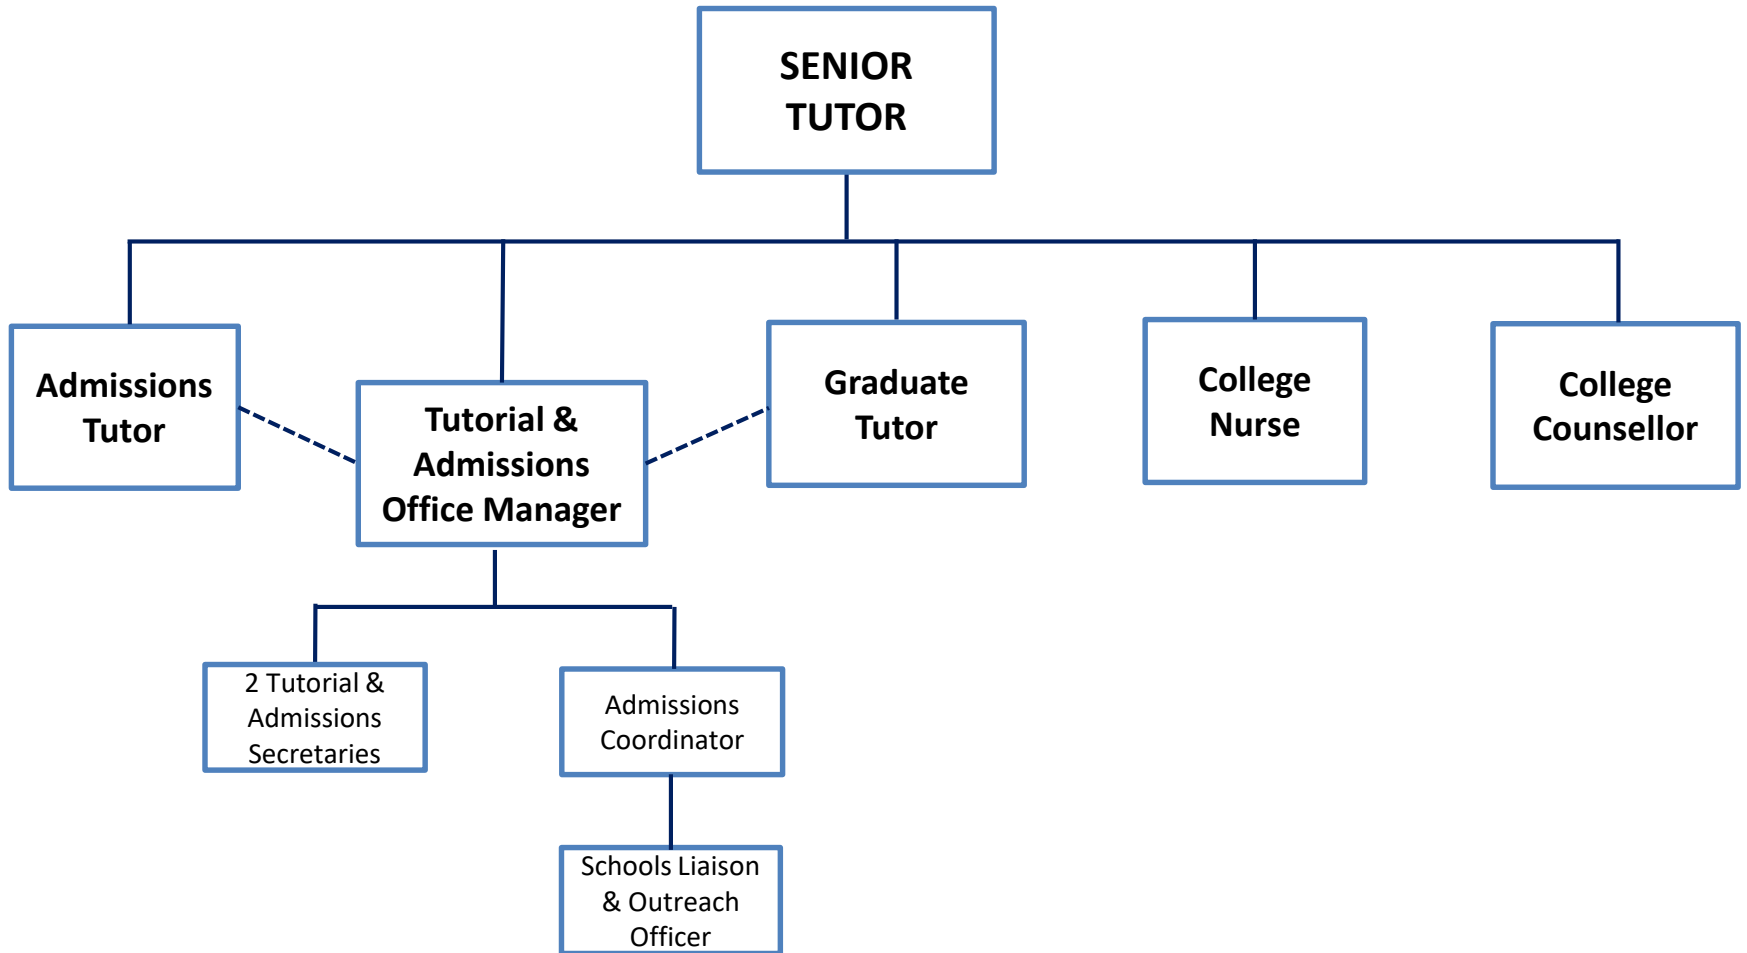 SENIOR
TUTOR
Admissions
Tutor
Tutorial &
Admissions
Office Manager
Graduate
Tutor
College
Nurse
College
Counsellor
2 Tutorial &
Admissions
Secretaries
Admissions
Coordinator
Schools Liaison
& Outreach
Officer